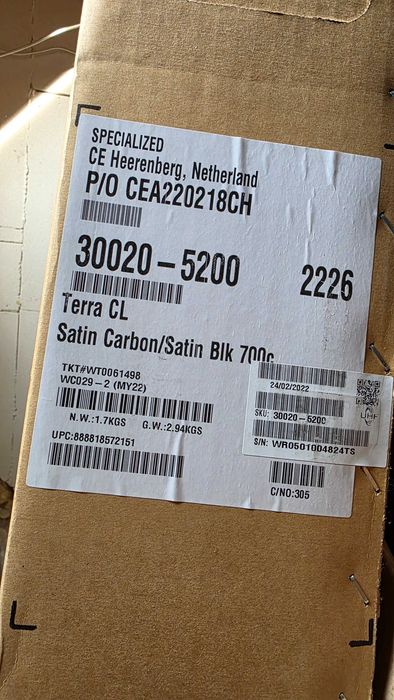 SPECIALIZED
CE Heerenberg, Netherland
P/O CEA220218CH
30020-5200 2226
Terra CL
Satin Carbon/Satin Blk 700c
TKT#WT0061498
WC029-2 (MY22)
N.W.:1.7KGS G.W.:2.94KGS
UPC:888818572151
24/02/2022
SKU: 30020-5200
UHF
S/N: WR0501004824TS
C/NO:305